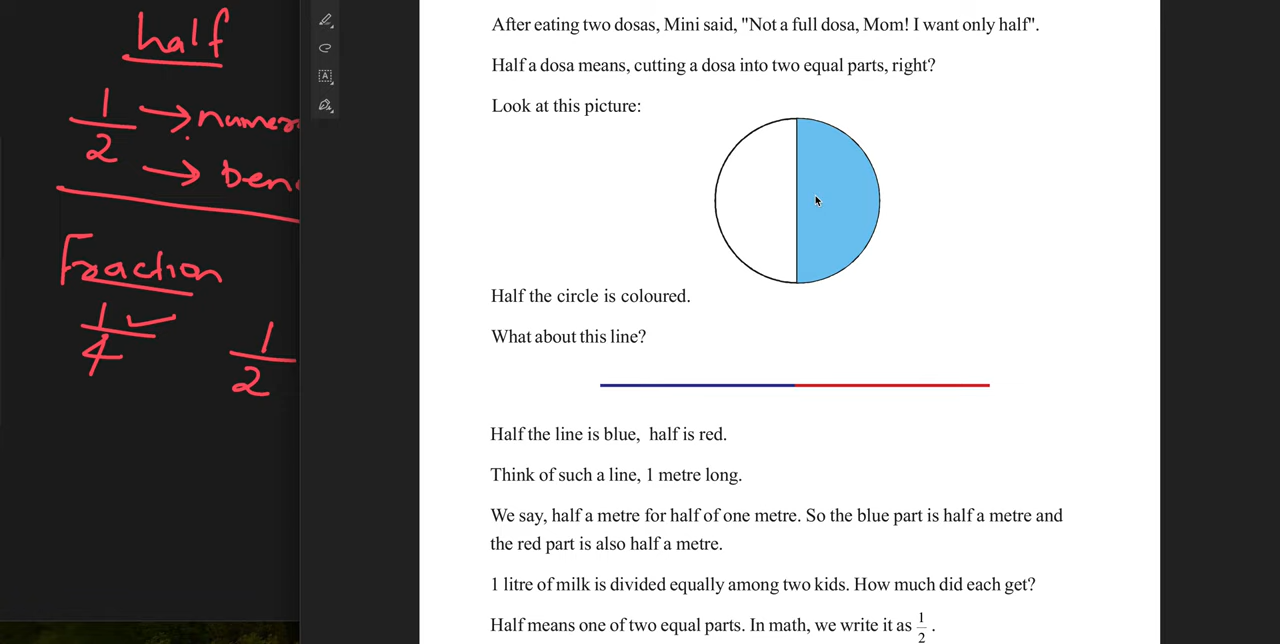 half
1/2 → numer
→ Deno
Fraction
1/4
1/2
After eating two dosas, Mini said, "Not a full dosa, Mom! I want only half".
Half a dosa means, cutting a dosa into two equal parts, right?
Look at this picture:
Half the circle is coloured.
What about this line?
Half the line is blue, half is red.
Think of such a line, 1 metre long.
We say, half a metre for half of one metre. So the blue part is half a metre and
the red part is also half a metre.
1 litre of milk is divided equally among two kids. How much did each get?
Half means one of two equal parts. In math, we write it as 1/2 .